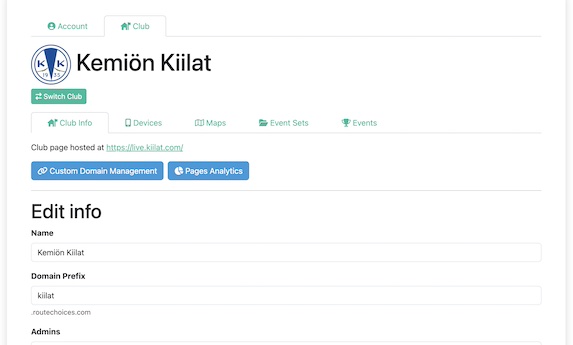 Account
Club
K K
1935
Kemiön Kiilat
Switch Club
Club Info
Devices
Maps
Event Sets
Events
Club page hosted at https://live.kiilat.com/
Custom Domain Management
Pages Analytics
Edit info
Name
Kemiön Kiilat
Domain Prefix
kiilat
.routechoices.com
Admins